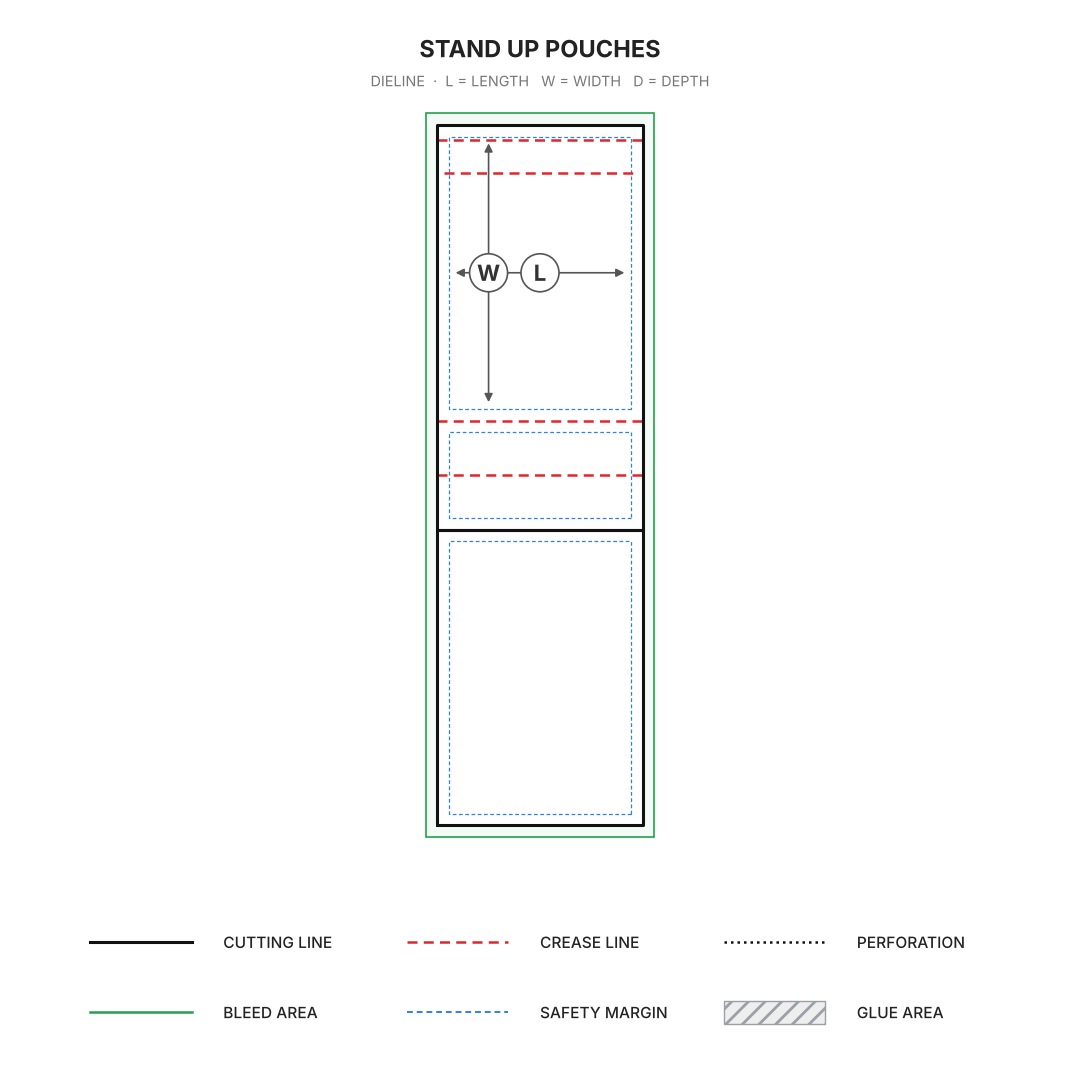 STAND UP POUCHES
DIELINE · L = LENGTH W = WIDTH D = DEPTH
W L
CUTTING LINE
CREASE LINE
PERFORATION
BLEED AREA
SAFETY MARGIN
GLUE AREA